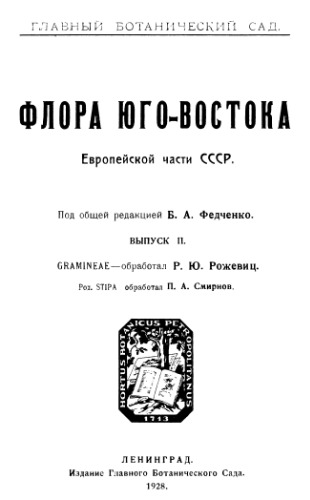 ГЛАВНЫЙ БОТАНИЧЕСКИЙ САД.
ФЛОРА ЮГО-ВОСТОКА
Европейской части СССР.
Под общей редакцией Б. А. Федченко.
ВЫПУСК II.
GRAMINEAE—обработал Р. Ю. Рожевиц.
Род. STIPA обработал П. А. Смирнов.
HORTUS BOTANICUS PETROPOLITANUS
1713
ЛЕНИНГРАД.
Издание Главного Ботанического Сада.
1928.